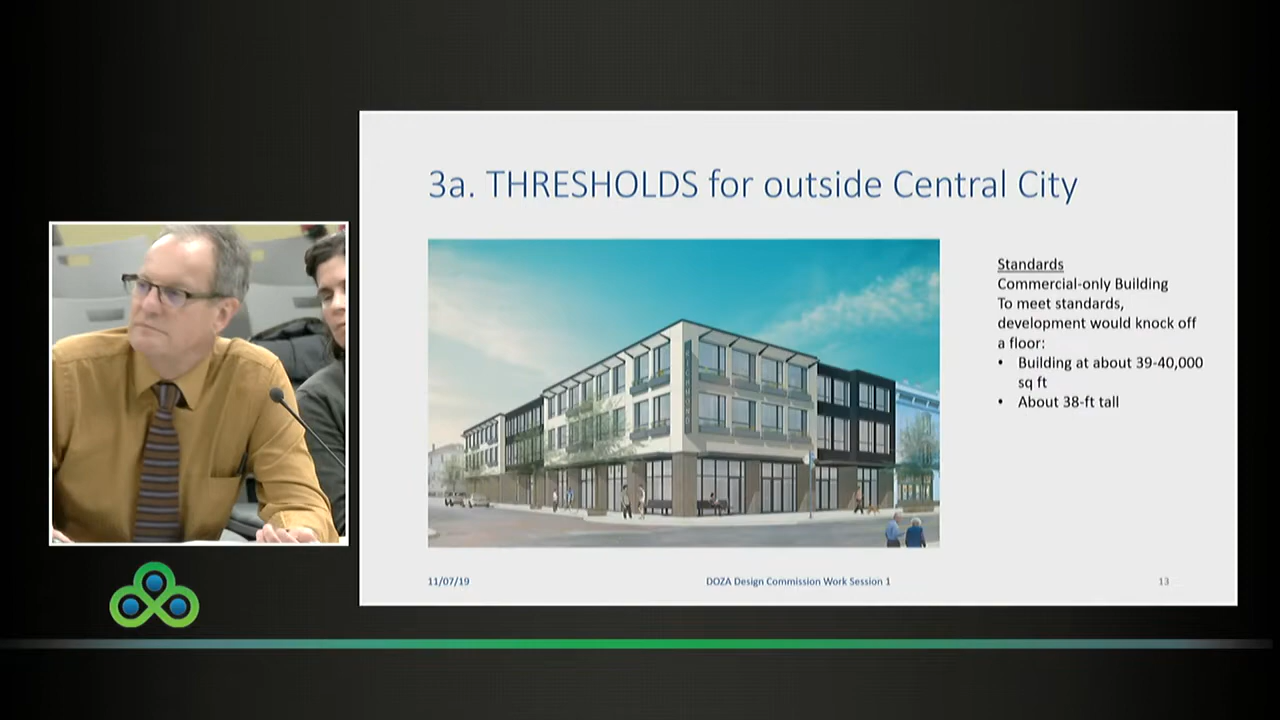 3a. THRESHOLDS for outside Central City
Standards
Commercial-only Building
To meet standards,
development would knock off
a floor:
• Building at about 39-40,000
sq ft
• About 38-ft tall
11/07/19
DOZA Design Commission Work Session 1
13